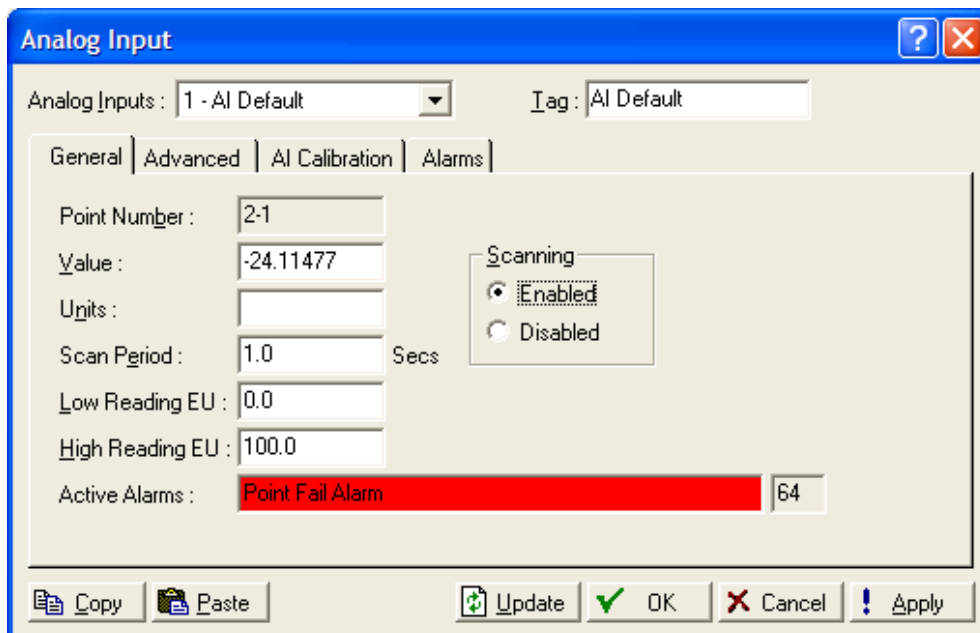 Analog Input
Analog Inputs : 1 - AI Default Tag : AI Default
General Advanced AI Calibration Alarms
Point Number : 2-1
Value : -24.11477
Scanning
Units :
Enabled
Scan Period : 1.0 Secs
Disabled
Low Reading EU : 0.0
High Reading EU : 100.0
Active Alarms : Point Fail Alarm 64
Copy Paste Update OK Cancel Apply